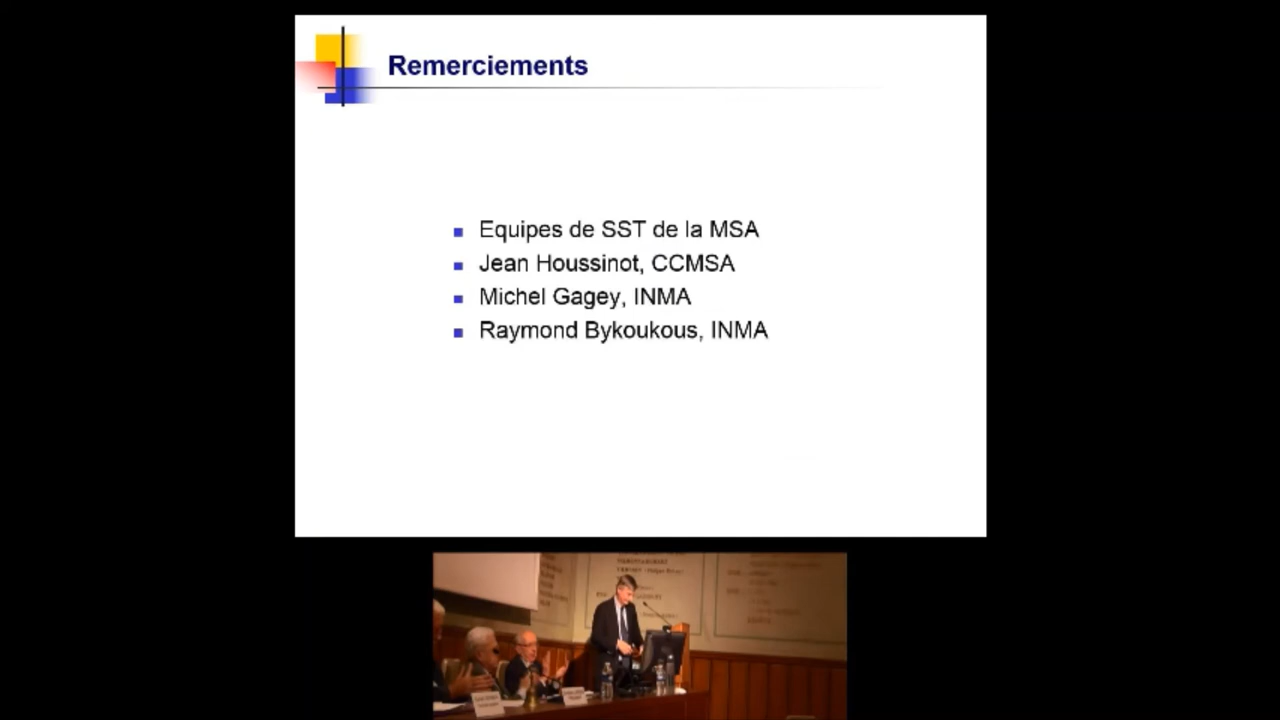 Remerciements
Equipes de SST de la MSA
Jean Houssinot, CCMSA
Michel Gagey, INMA
Raymond Bykoukous, INMA